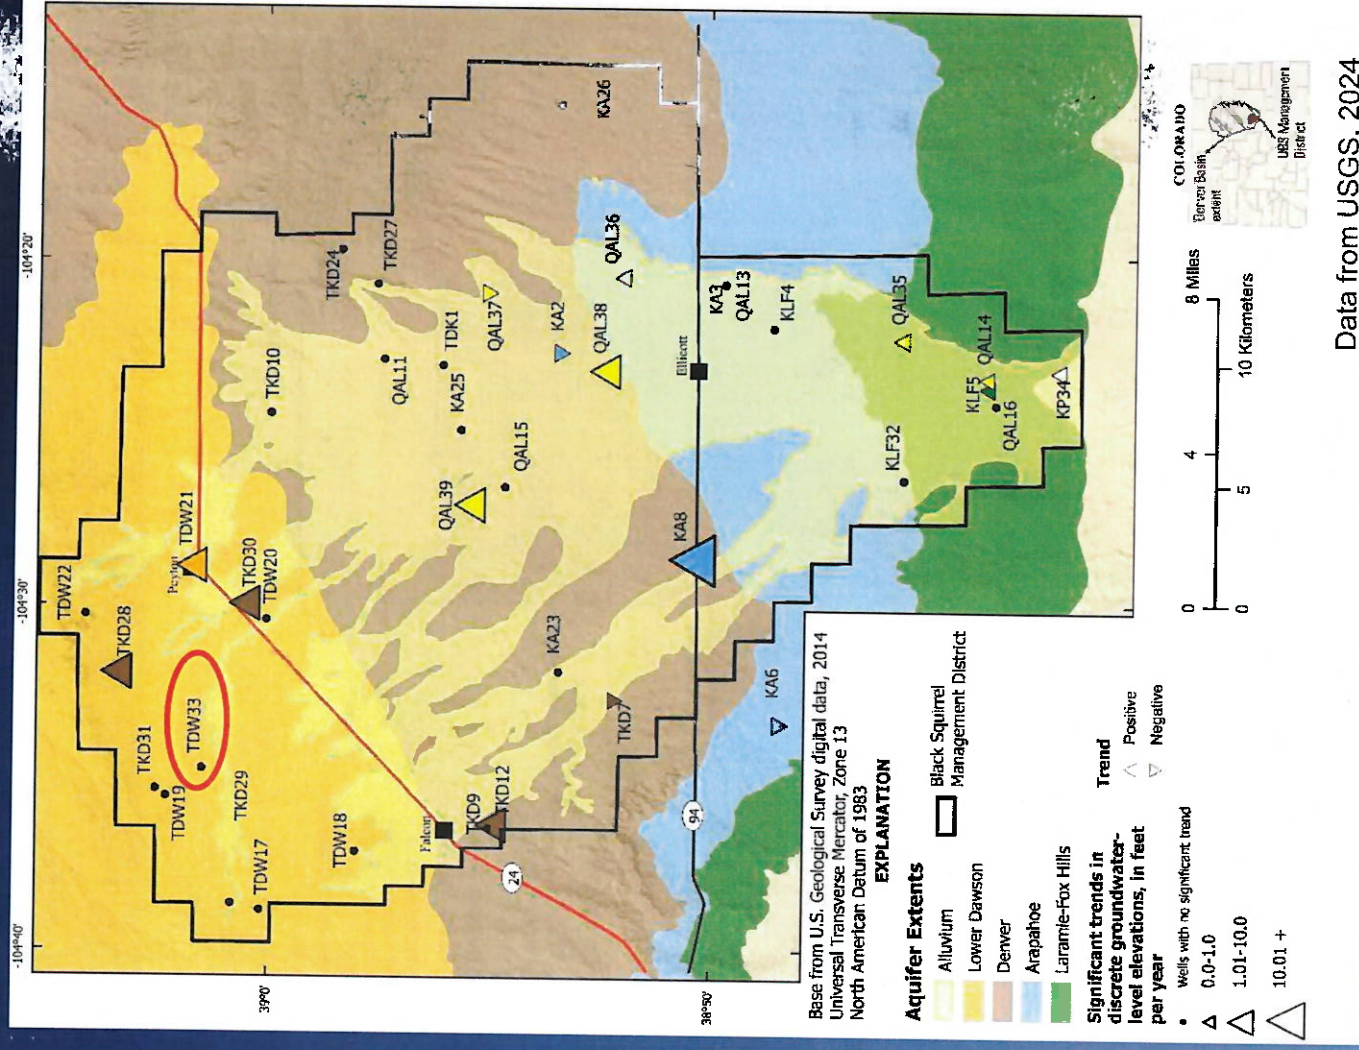 -104°40'
-104°30'
-104°20'
39°0'
38°50'
TDW22
TKD28
TDW21
Peyton
TKD30
TDW20
TKD31
TDW19
TDW33
TKD29
TDW17
TDW18
Falcon
TKD9
TKD12
24
TKD10
TKD24
TKD27
QAL11
TDK1
KA25
QAL37
QAL15
QAL39
KA2
QAL38
QAL36
KA26
KA23
TKD7
KA8
Ellicott
KA3
QAL13
KLF4
94
KA6
KLF32
QAL35
QAL14
KLF5
QAL16
KP34
Base from U.S. Geological Survey digital data, 2014
Universal Transverse Mercator, Zone 13
North American Datum of 1983
EXPLANATION
Aquifer Extents
Alluvium
Lower Dawson
Denver
Arapahoe
Laramie-Fox Hills
Black Squirrel
Management District
Significant trends in
discrete groundwater-
level elevations, in feet
per year
• Wells with no significant trend
0.0-1.0
1.01-10.0
10.01 +
Trend
Positive
Negative
0 4 8 Miles
0 5 10 Kilometers
COLORADO
Denver Basin
extent
UBS Management
District
Data from USGS, 2024